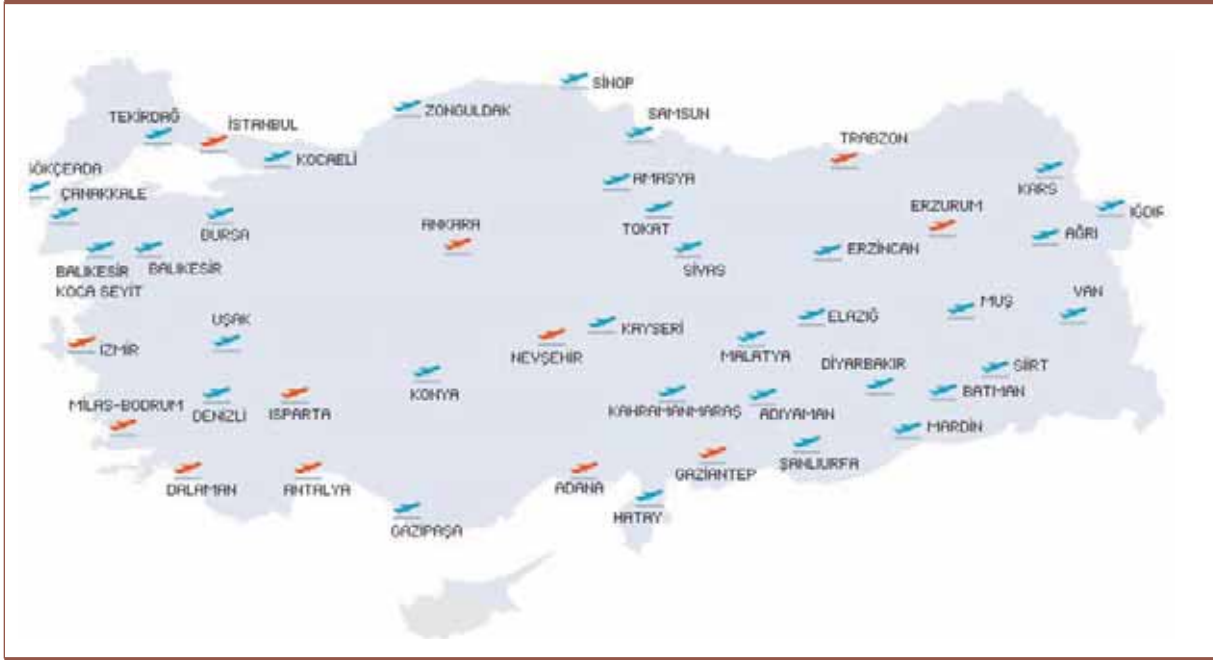 SİNOP
ZONGULDAK
TEKİRDAĞ
İSTANBUL
SAMSUN
KOCAELİ
TRABZON
GÖKÇEADA
ÇANAKKALE
AMASYA
KARS
ERZURUM
IĞDIR
BURSA
ANKARA
TOKAT
AĞRI
BALIKESİR
KOCA SEYİT
BALIKESİR
SİVAS
ERZİNCAN
VAN
MUŞ
UŞAK
KAYSERİ
ELAZIĞ
İZMİR
NEVŞEHİR
MALATYA
DİYARBAKIR
SİİRT
MİLAS-BODRUM
DENİZLİ
ISPARTA
KONYA
KAHRAMANMARAŞ
ADIYAMAN
BATMAN
MARDİN
DALAMAN
ANTALYA
ADANA
GAZİANTEP
ŞANLIURFA
HATAY
GAZİPAŞA